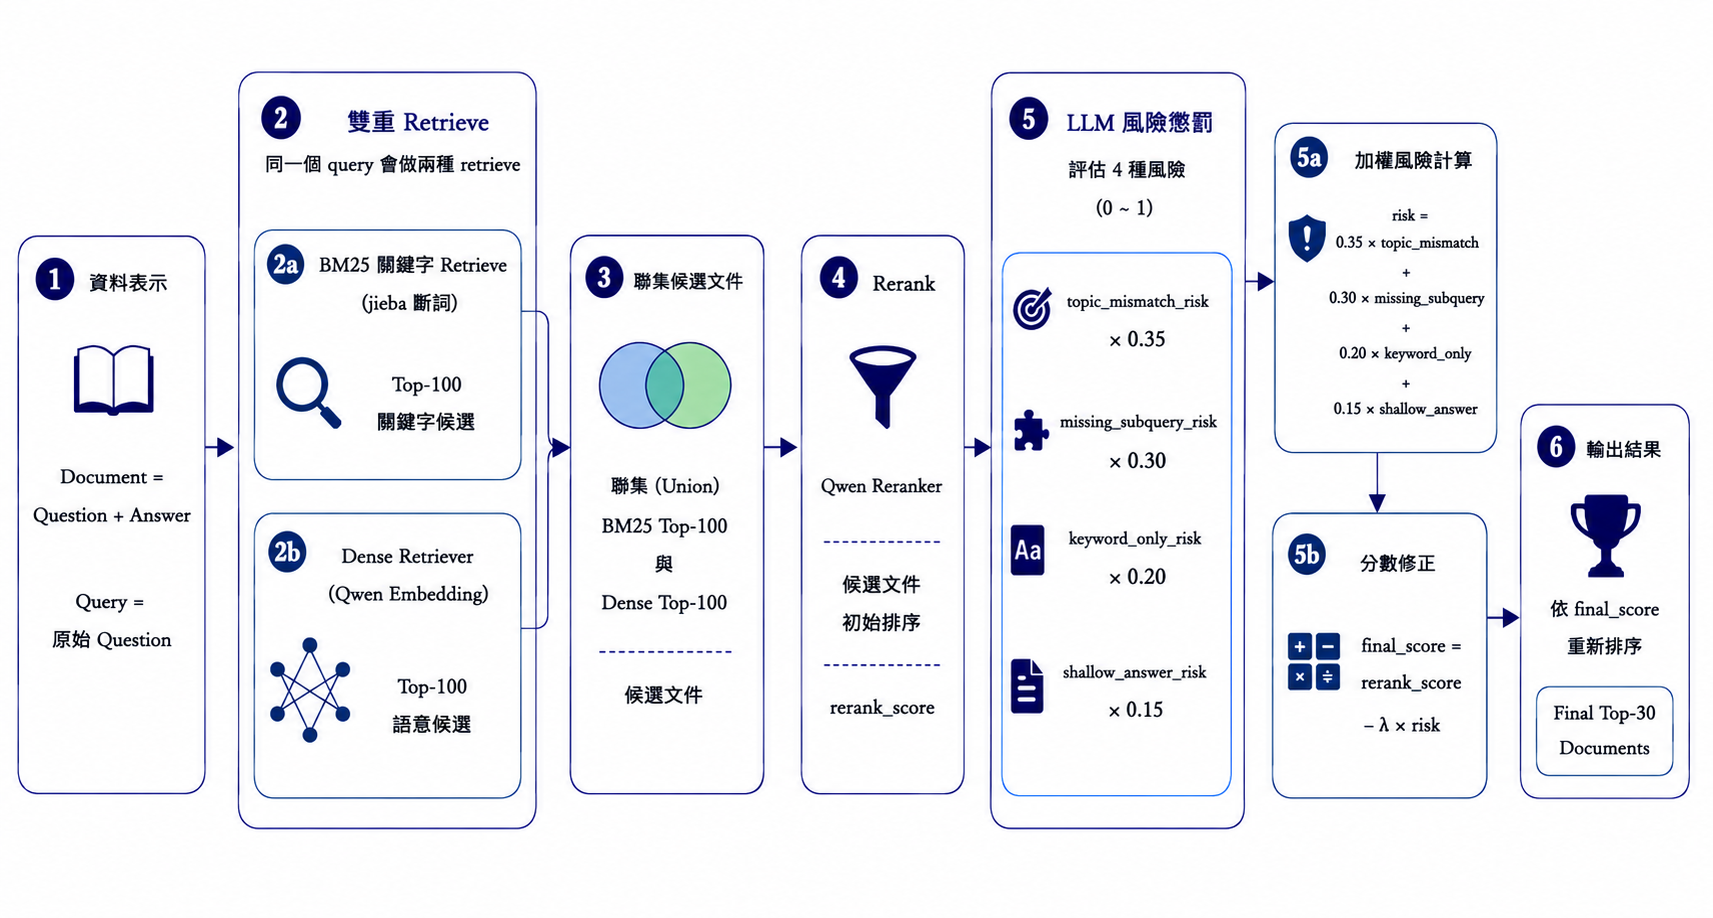 1 資料表示
Document =
Question + Answer
Query =
原始 Question
2 雙重 Retrieve
同一個 query 會做兩種 retrieve
2a BM25 關鍵字 Retrieve
(jieba 斷詞)
Top-100
關鍵字候選
2b Dense Retriever
(Qwen Embedding)
Top-100
語意候選
3 聯集候選文件
聯集 (Union)
BM25 Top-100
與
Dense Top-100
候選文件
4 Rerank
Qwen Reranker
候選文件
初始排序
rerank_score
5 LLM 風險懲罰
評估 4 種風險
(0 ~ 1)
topic_mismatch_risk
× 0.35
missing_subquery_risk
× 0.30
Aa
keyword_only_risk
× 0.20
shallow_answer_risk
× 0.15
5a 加權風險計算
risk =
0.35 × topic_mismatch
+
0.30 × missing_subquery
+
0.20 × keyword_only
+
0.15 × shallow_answer
5b 分數修正
final_score =
rerank_score
− λ × risk
6 輸出結果
依 final_score
重新排序
Final Top-30
Documents